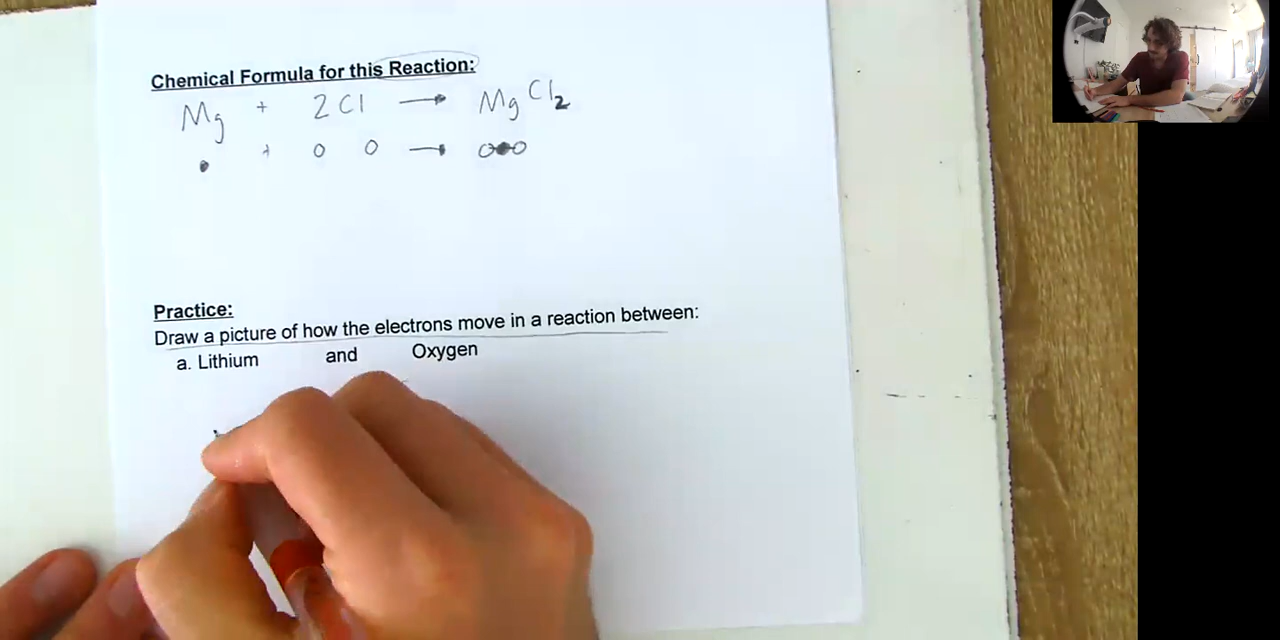 Chemical Formula for this Reaction:
Mg + 2Cl → MgCl₂
+ →
Practice:
Draw a picture of how the electrons move in a reaction between:
a. Lithium and Oxygen